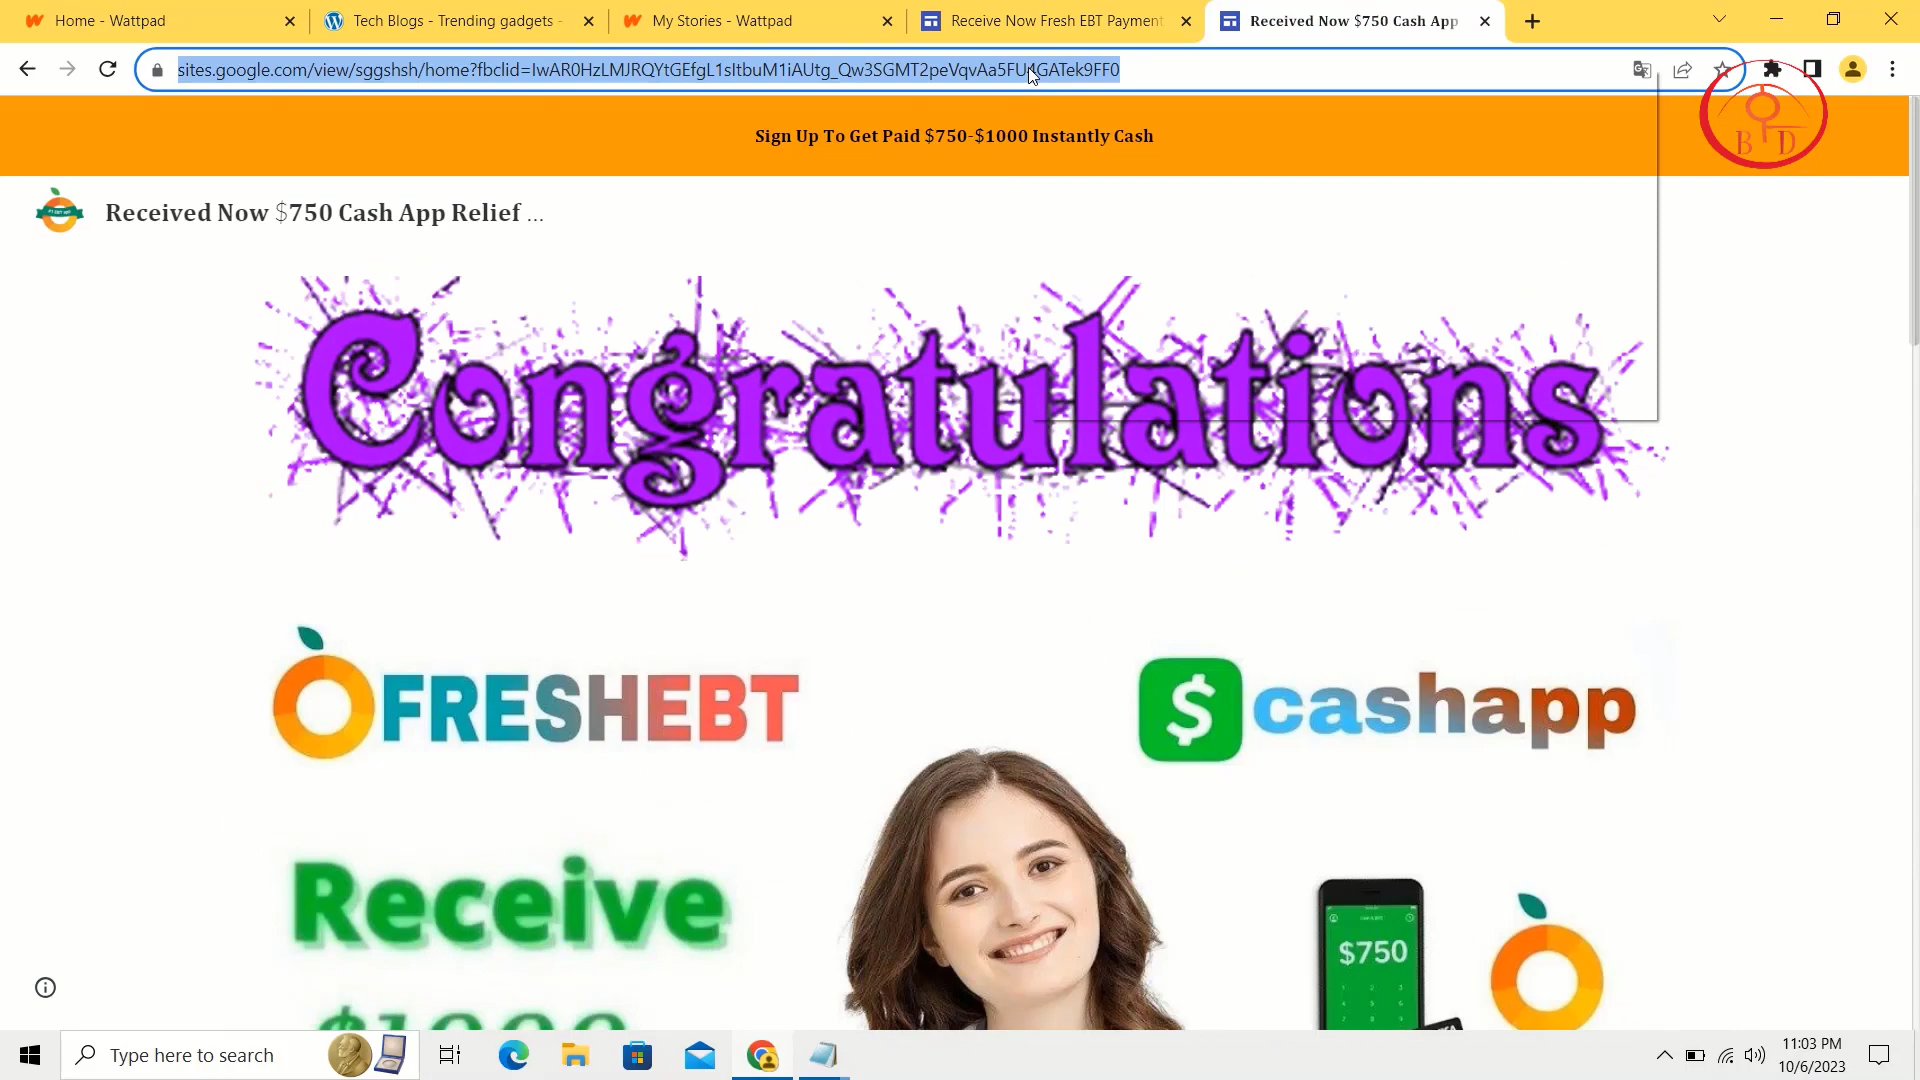 Home - Wattpad
Tech Blogs - Trending gadgets -
My Stories - Wattpad
Receive Now Fresh EBT Payment
Received Now $750 Cash App
sites.google.com/view/sggshsh/home?fbclid=IwAR0HzLMJRQYtGEfgL1sItbuM1iAUtg_Qw3SGMT2peVqvAa5FU4GATek9FF0
B D
Sign Up To Get Paid $750-$1000 Instantly Cash
Received Now $750 Cash App Relief ...
Congratulations
FRESHEBT
$ cashapp
Receive
$750
$1000
Type here to search
11:03 PM
10/6/2023